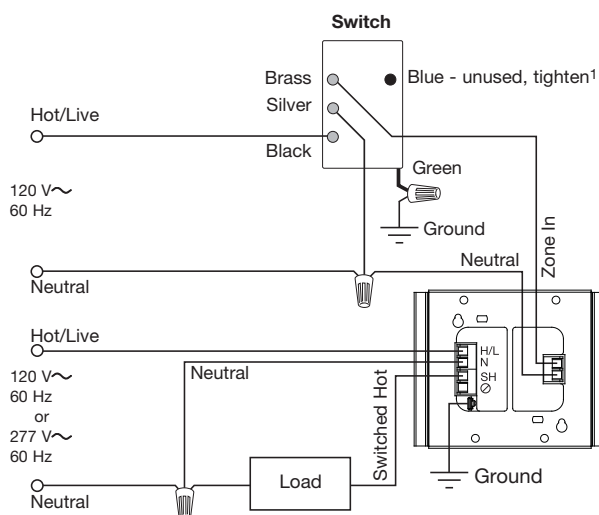 Switch
Brass
Blue - unused, tighten1
Silver
Hot/Live
Black
Green
120 V~
60 Hz
Ground
Zone In
Neutral
Neutral
Hot/Live
H/L
N
Neutral
120 V~
60 Hz
or
277 V~
60 Hz
SH
Switched Hot
Load
Ground
Neutral